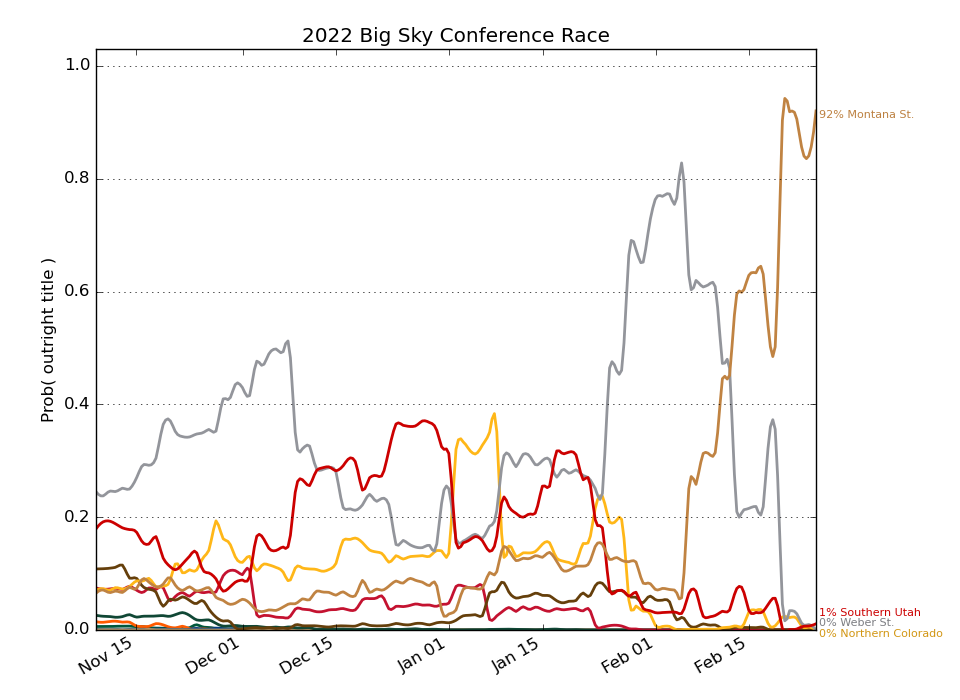 2022 Big Sky Conference Race
1.0
0.8
0.6
0.4
0.2
0.0
Prob( outright title )
Nov 15
Dec 01
Dec 15
Jan 01
Jan 15
Feb 01
Feb 15
92% Montana St.
1% Southern Utah
0% Weber St.
0% Northern Colorado